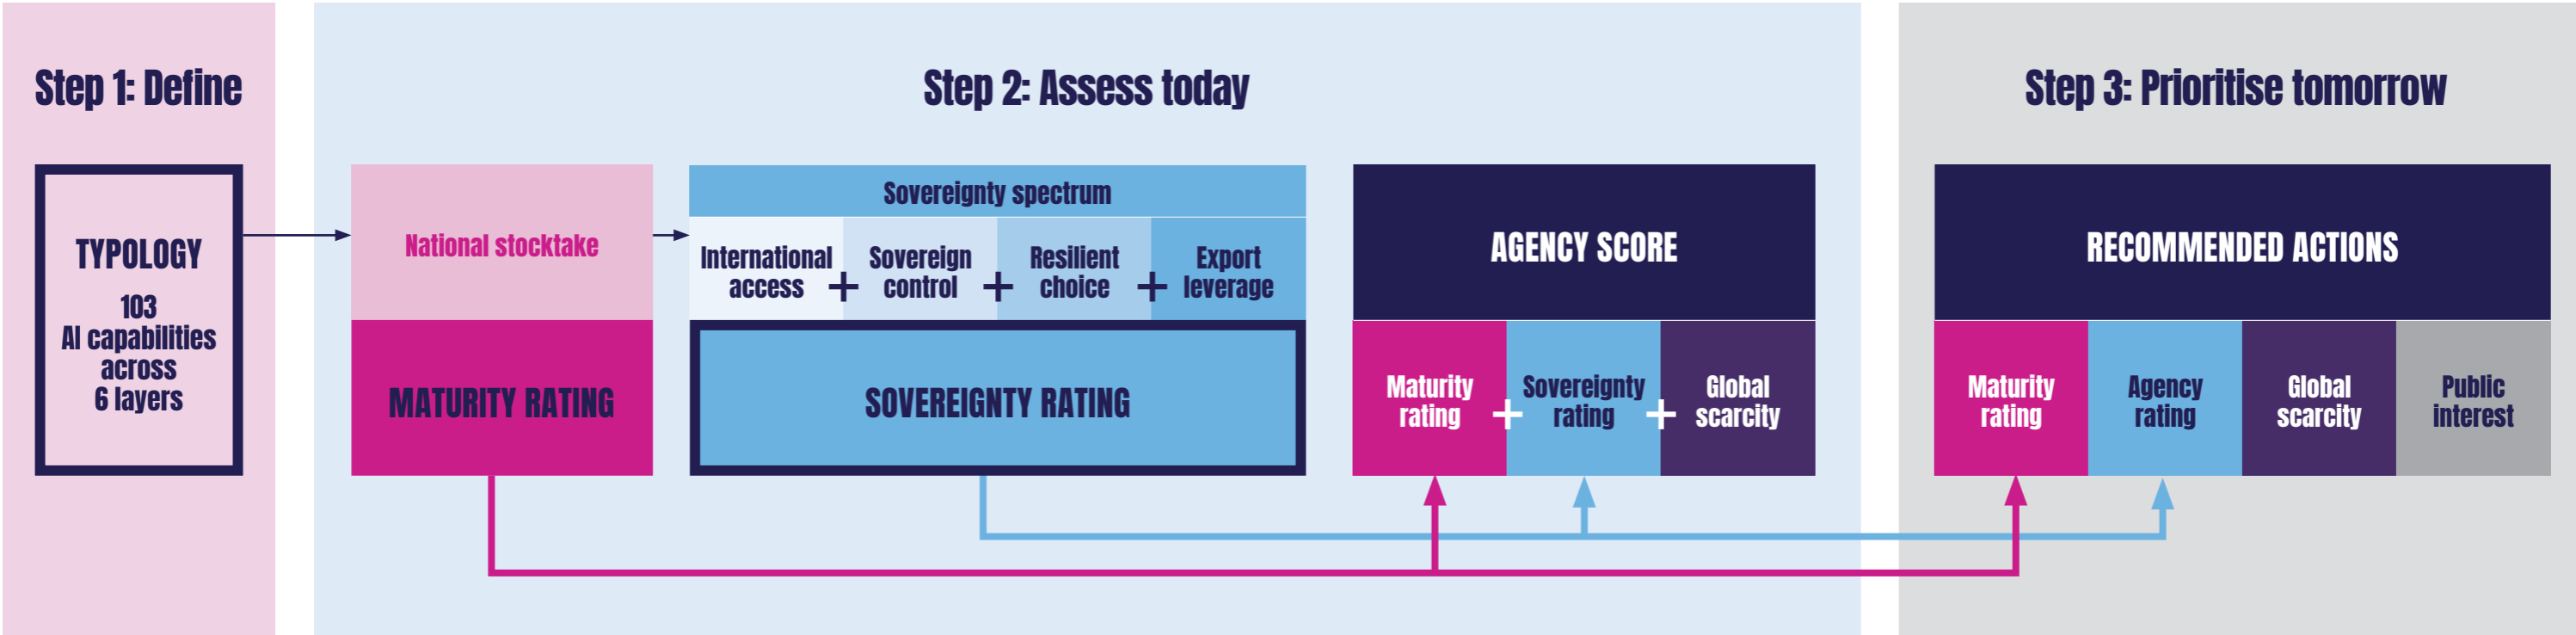 Step 1: Define
TYPOLOGY
103
AI capabilities
across
6 layers
Step 2: Assess today
National stocktake
MATURITY RATING
Sovereignty spectrum
International
access
+
Sovereign
control
+
Resilient
choice
+
Export
leverage
SOVEREIGNTY RATING
AGENCY SCORE
Maturity
rating
+
Sovereignty
rating
+
Global
scarcity
Step 3: Prioritise tomorrow
RECOMMENDED ACTIONS
Maturity
rating
Agency
rating
Global
scarcity
Public
interest